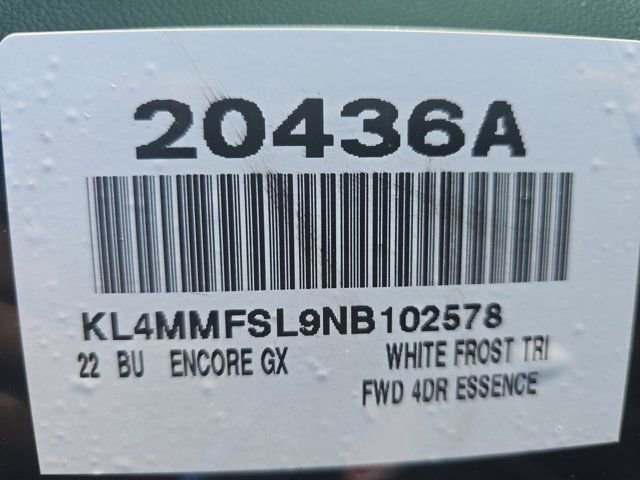 20436A
KL4MMFSL9NB102578
22 BU ENCORE GX WHITE FROST TRI
FWD 4DR ESSENCE